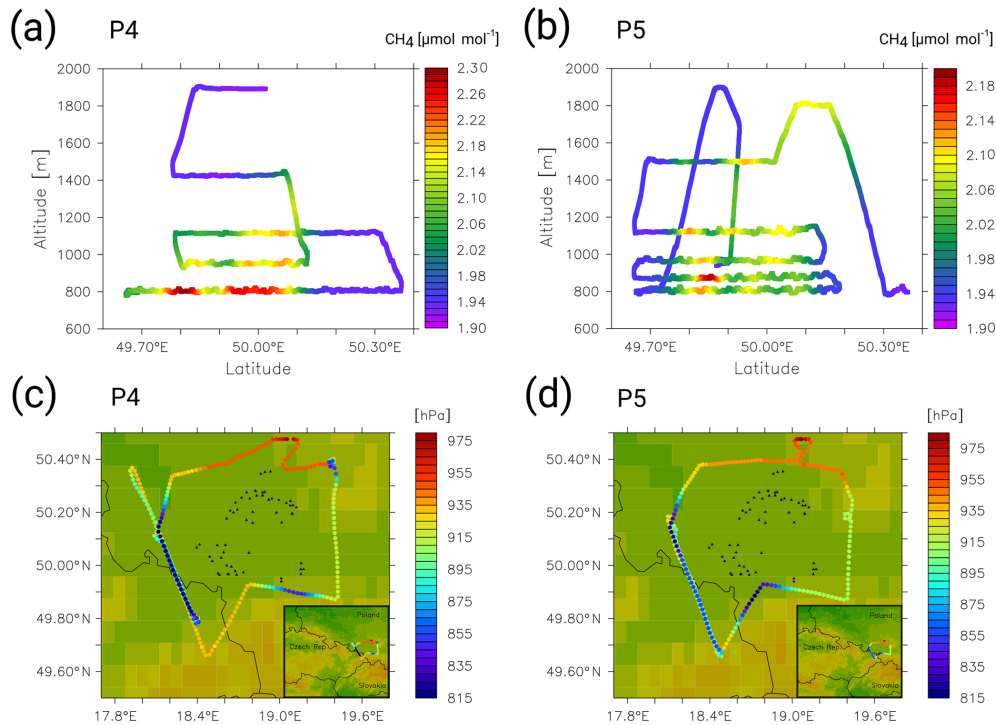 (a) P4
CH4 [μmol mol-1]
2000
1800
1600
1400
1200
1000
800
600
Altitude [m]
49.70°E 50.00°E 50.30°E
Latitude
2.30
2.26
2.22
2.18
2.14
2.10
2.06
2.02
1.98
1.94
1.90
(b) P5
CH4 [μmol mol-1]
2000
1800
1600
1400
1200
1000
800
600
Altitude [m]
49.70°E 50.00°E 50.30°E
Latitude
2.18
2.14
2.10
2.06
2.02
1.98
1.94
1.90
(c) P4
[hPa]
50.40°N
50.20°N
50.00°N
49.80°N
49.60°N
17.8°E 18.4°E 19.0°E 19.6°E
Poland
Czech Rep.
Slovakia
975
955
935
915
895
875
855
835
815
(d) P5
[hPa]
50.40°N
50.20°N
50.00°N
49.80°N
49.60°N
17.8°E 18.4°E 19.0°E 19.6°E
Poland
Czech Rep.
Slovakia
975
955
935
915
895
875
855
835
815